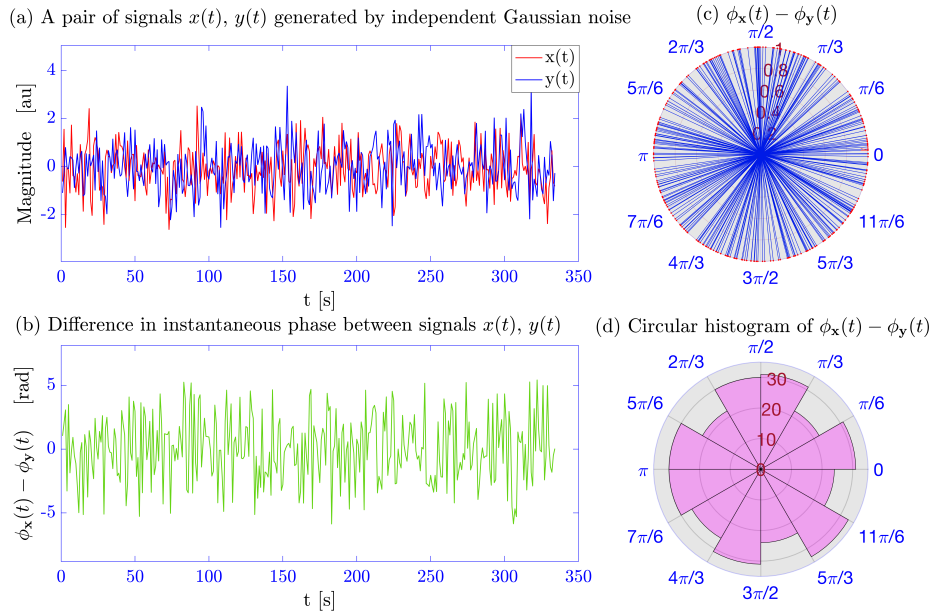 (a) A pair of signals x(t), y(t) generated by independent Gaussian noise
x(t)
y(t)
Magnitude [au]
4
2
0
-2
0 50 100 150 200 250 300 350
t [s]
(b) Difference in instantaneous phase between signals x(t), y(t)
ϕx(t) − ϕy(t) [rad]
5
0
-5
0 50 100 150 200 250 300 350
t [s]
(c) ϕx(t) − ϕy(t)
π/2
2π/3 π/3
5π/6 π/6
π 0
7π/6 11π/6
4π/3 5π/3
3π/2
1
0.8
0.6
0.4
0.2
(d) Circular histogram of ϕx(t) − ϕy(t)
π/2
2π/3 π/3
5π/6 π/6
π 0
7π/6 11π/6
4π/3 5π/3
3π/2
30
20
10
0